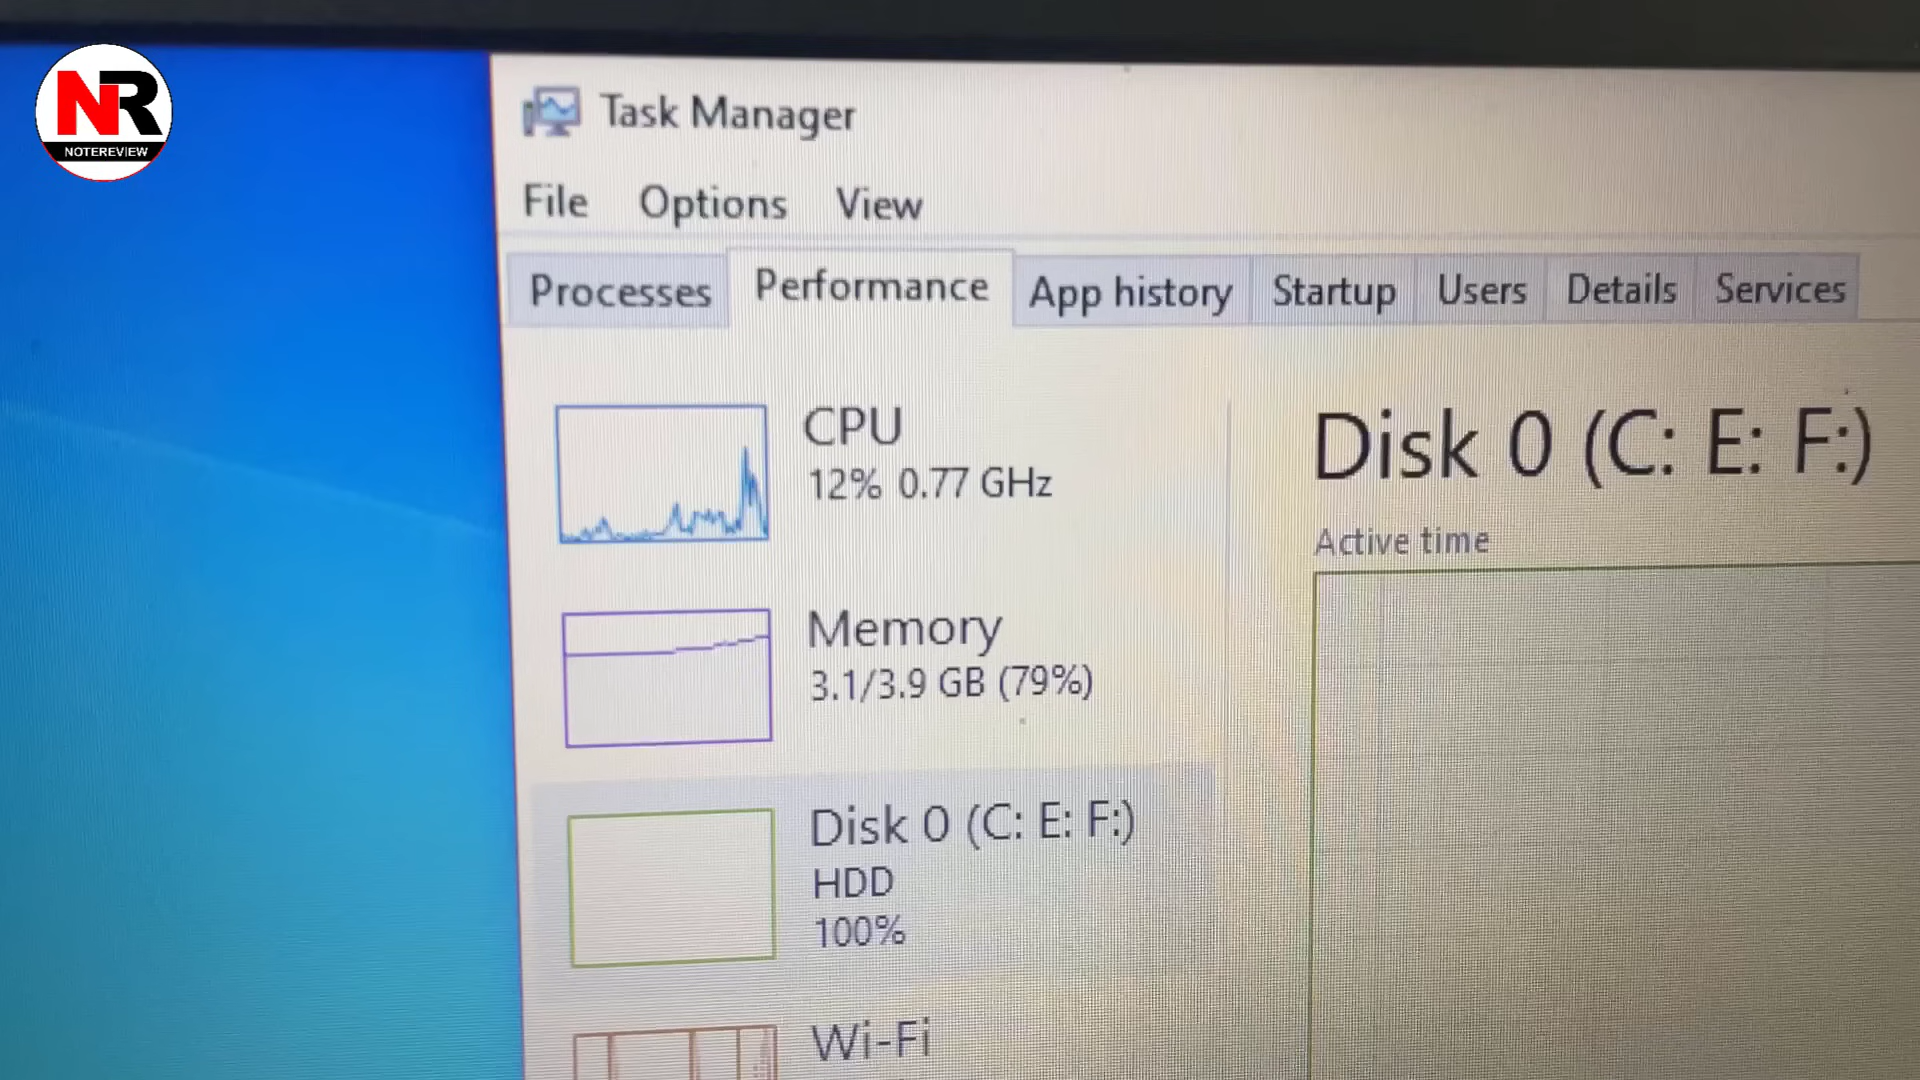 NR
NOTEREVIEW
Task Manager
File Options View
Processes Performance App history Startup Users Details Services
CPU
12% 0.77 GHz
Memory
3.1/3.9 GB (79%)
Disk 0 (C: E: F:)
HDD
100%
Wi-Fi
Disk 0 (C: E: F:)
Active time